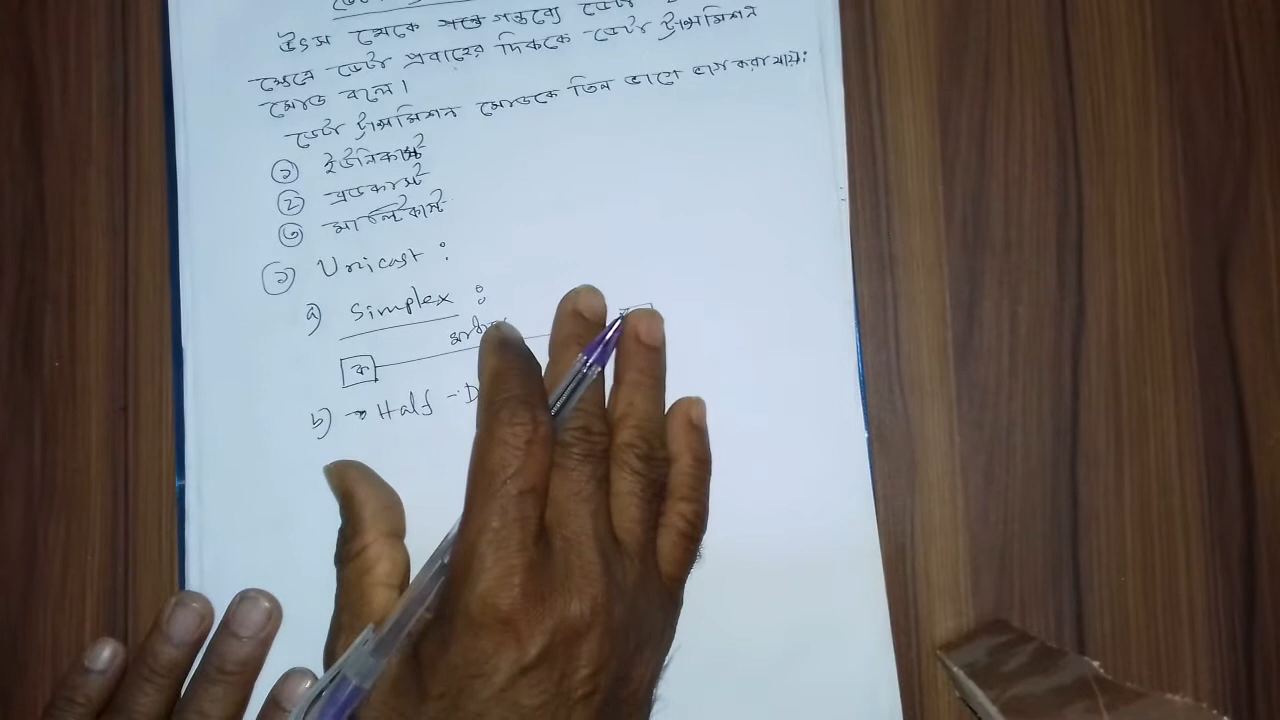 উৎস থেকে গন্তব্যে ডেটা
ক্ষেত্রে ডেটা প্রবাহের দিককে ডেটা ট্রান্সমিশন
মোড বলে।
ডেটা ট্রান্সমিশন মোডকে তিন ভাগে ভাগ করা যায়:
১ ইউনিকাস্ট
২ ব্রডকাস্ট
৩ মাল্টিকাস্ট
১ Unicast :
a) Simplex :
ক
b) → Half - D